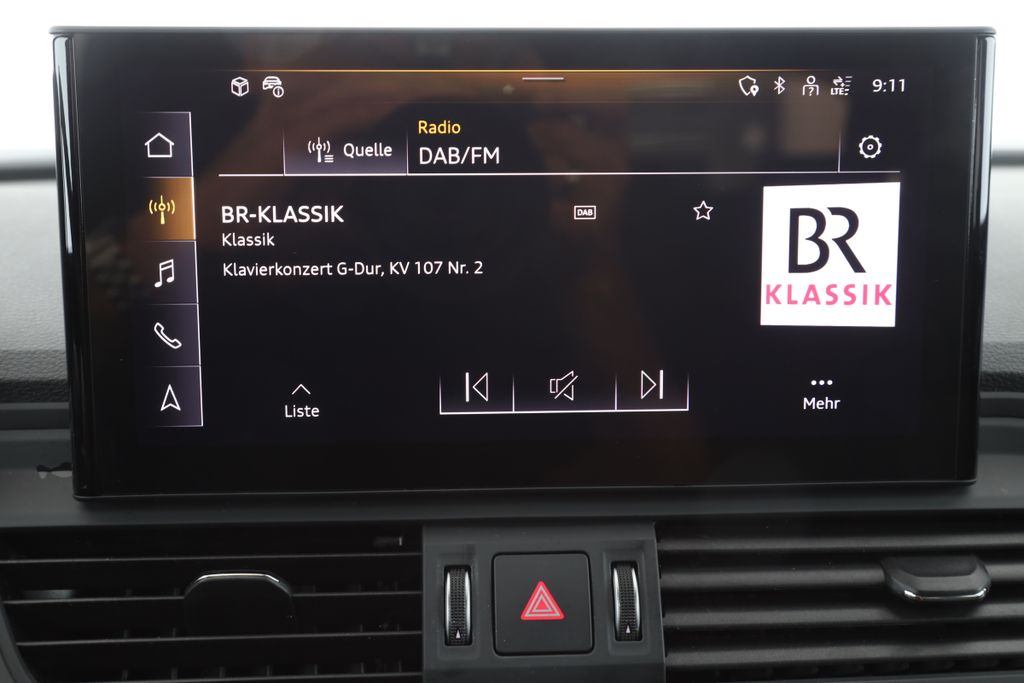 LTE
9:11
Quelle
Radio
DAB/FM
BR-KLASSIK
DAB
Klassik
Klavierkonzert G-Dur, KV 107 Nr. 2
BR
KLASSIK
Liste
Mehr